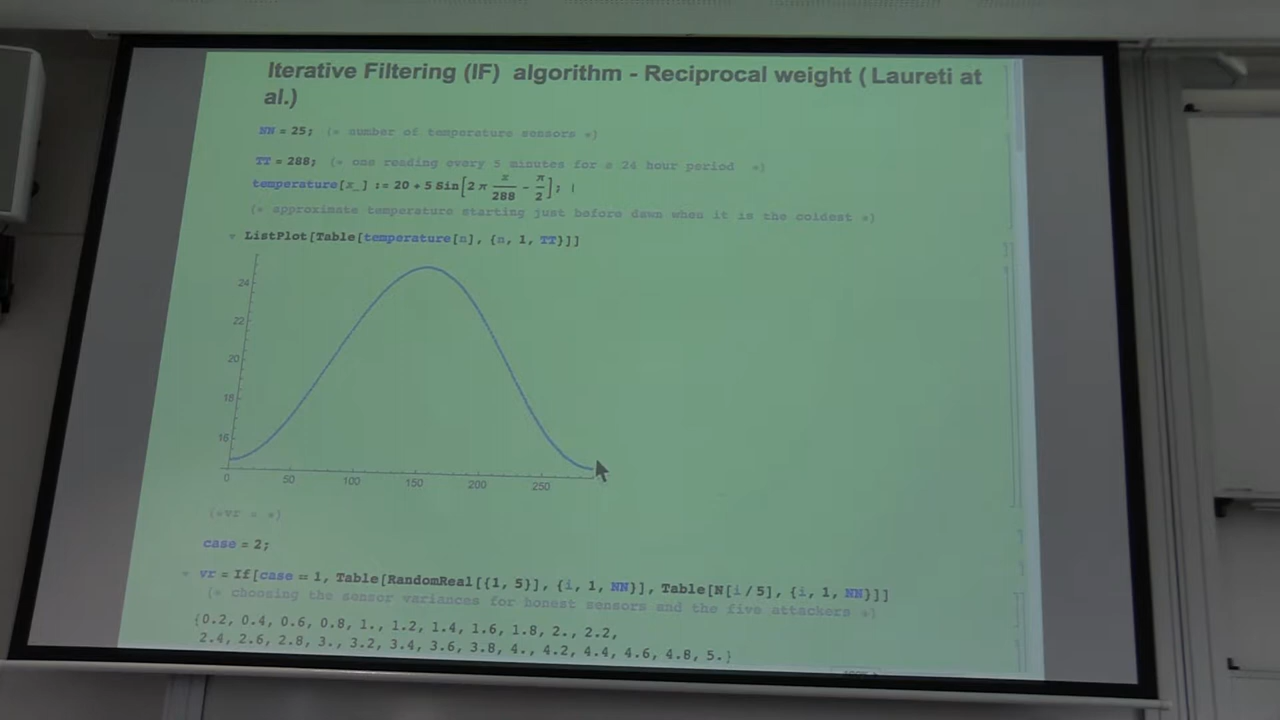 Iterative Filtering (IF) algorithm - Reciprocal weight ( Laureti at
al.)
NN = 25; (* number of temperature sensors *)
TT = 288; (* one reading every 5 minutes for a 24 hour period *)
temperature[x_] := 20 + 5 Sin[2 π x/288 - π/2];
(* approximate temperature starting just before dawn when it is the coldest *)
ListPlot[Table[temperature[n], {n, 1, TT}]]
24
22
20
18
16
0 50 100 150 200 250
(*vr = *)
case = 2;
vr = If[case == 1, Table[RandomReal[{1, 5}], {i, 1, NN}], Table[N[i/5], {i, 1, NN}]]
(* choosing the sensor variances for honest sensors and the five attackers *)
{0.2, 0.4, 0.6, 0.8, 1., 1.2, 1.4, 1.6, 1.8, 2., 2.2,
2.4, 2.6, 2.8, 3., 3.2, 3.4, 3.6, 3.8, 4., 4.2, 4.4, 4.6, 4.8, 5.}